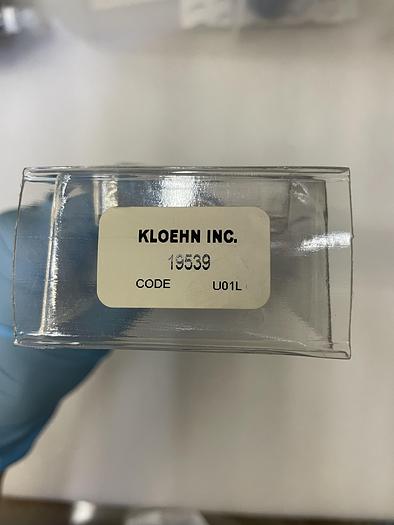 KLOEHN INC.
19539
CODE U01L